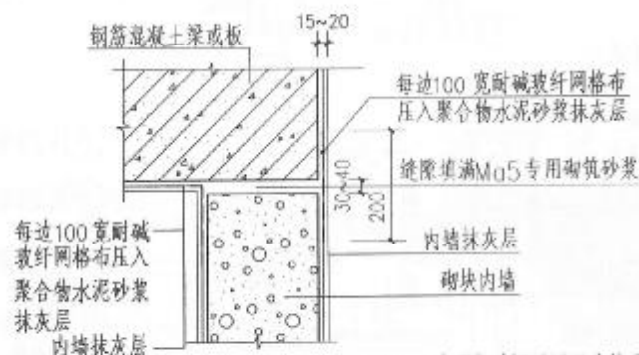 15~20
钢筋混凝土梁或板
每边100宽耐碱玻纤网格布
压入聚合物水泥砂浆抹灰层
缝隙填满Ma5专用砌筑砂浆
30~40
200
内墙抹灰层
砌块内墙
每边100宽耐碱
玻纤网格布压入
聚合物水泥砂浆
抹灰层
内墙抹灰层